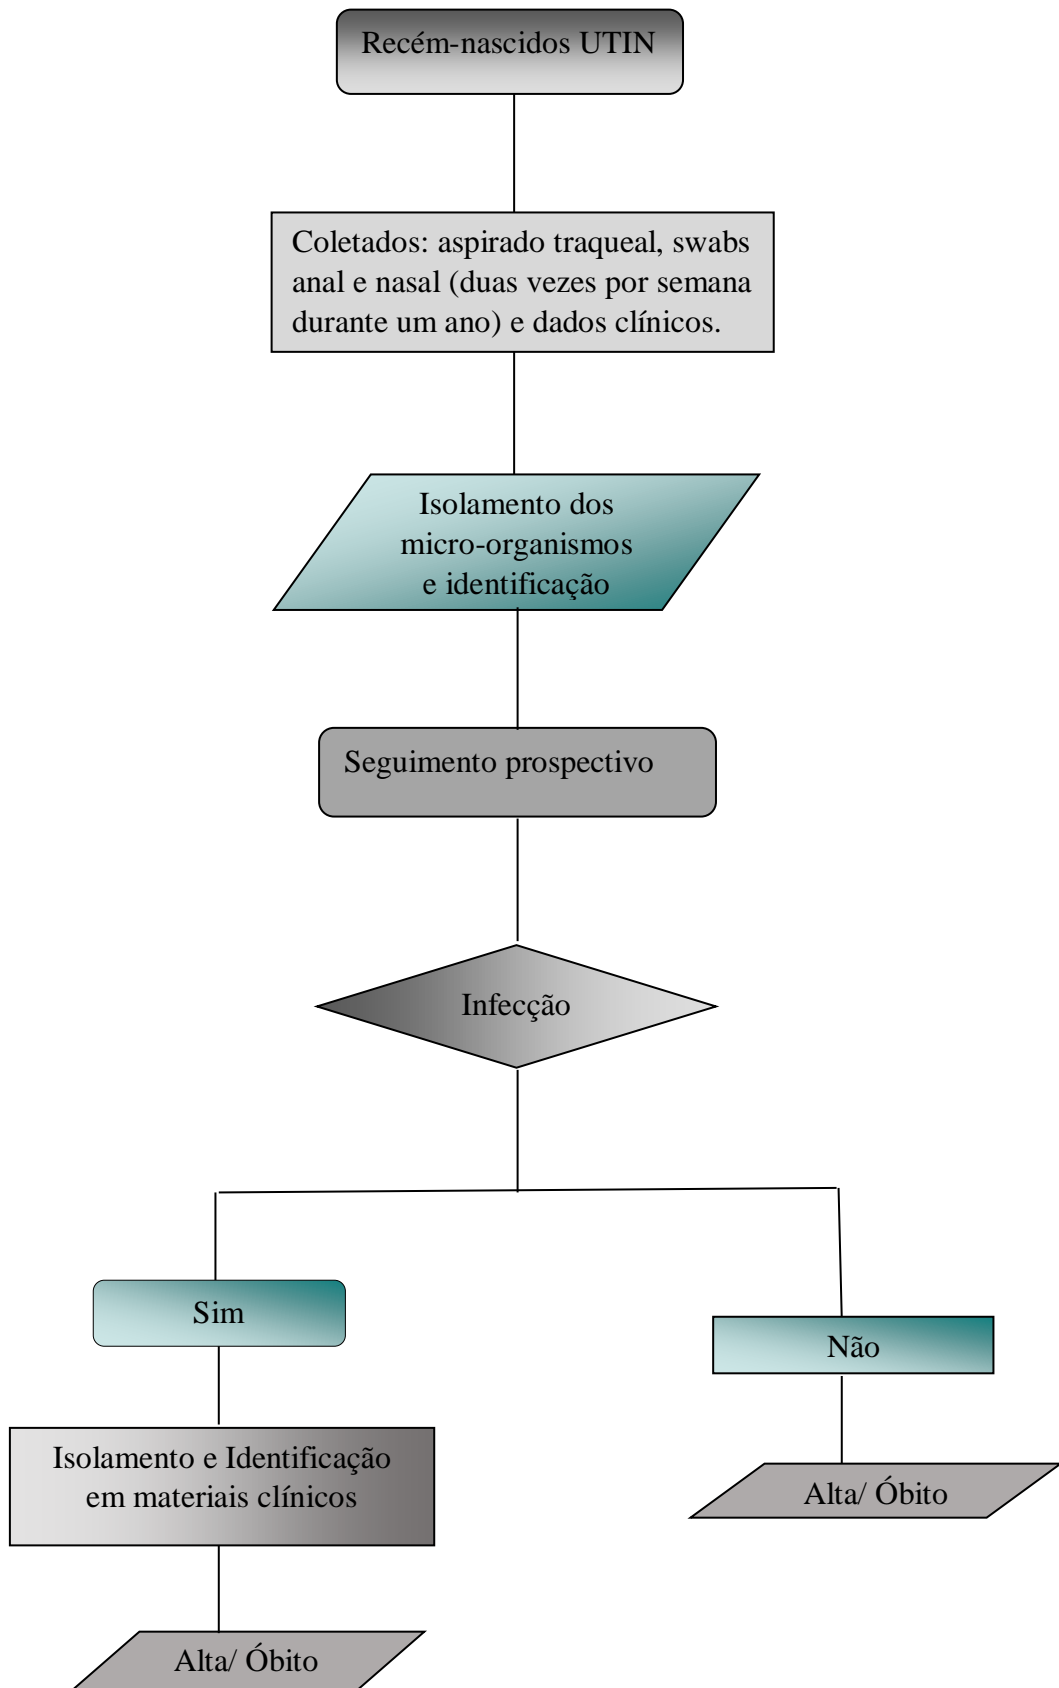 Recém-nascidos UTIN
Coletados: aspirado traqueal, swabs
anal e nasal (duas vezes por semana
durante um ano) e dados clínicos.
Isolamento dos
micro-organismos
e identificação
Seguimento prospectivo
Infecção
Sim
Não
Isolamento e Identificação
em materiais clínicos
Alta/ Óbito
Alta/ Óbito